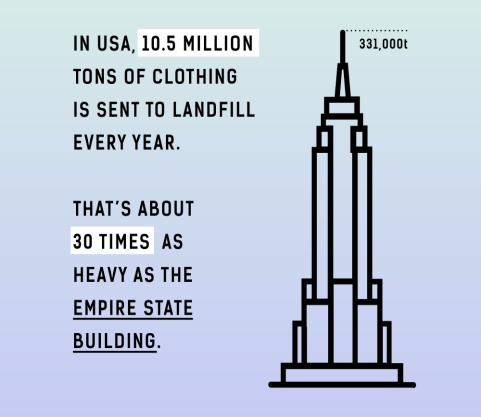 IN USA, 10.5 MILLION
TONS OF CLOTHING
IS SENT TO LANDFILL
EVERY YEAR.
THAT'S ABOUT
30 TIMES AS
HEAVY AS THE
EMPIRE STATE
BUILDING.
331,000t